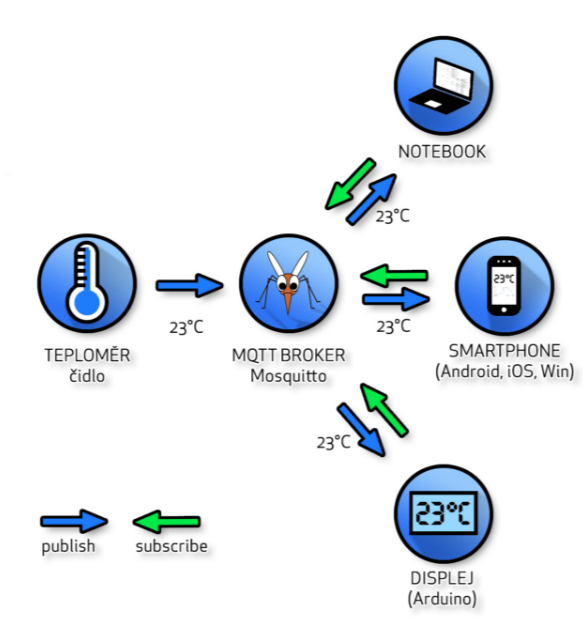 NOTEBOOK
23°C
TEPLOMĚR
čidlo
23°C
MQTT BROKER
Mosquitto
23°C
23°C
SMARTPHONE
(Android, iOS, Win)
23°C
23°C
DISPLEJ
(Arduino)
publish
subscribe